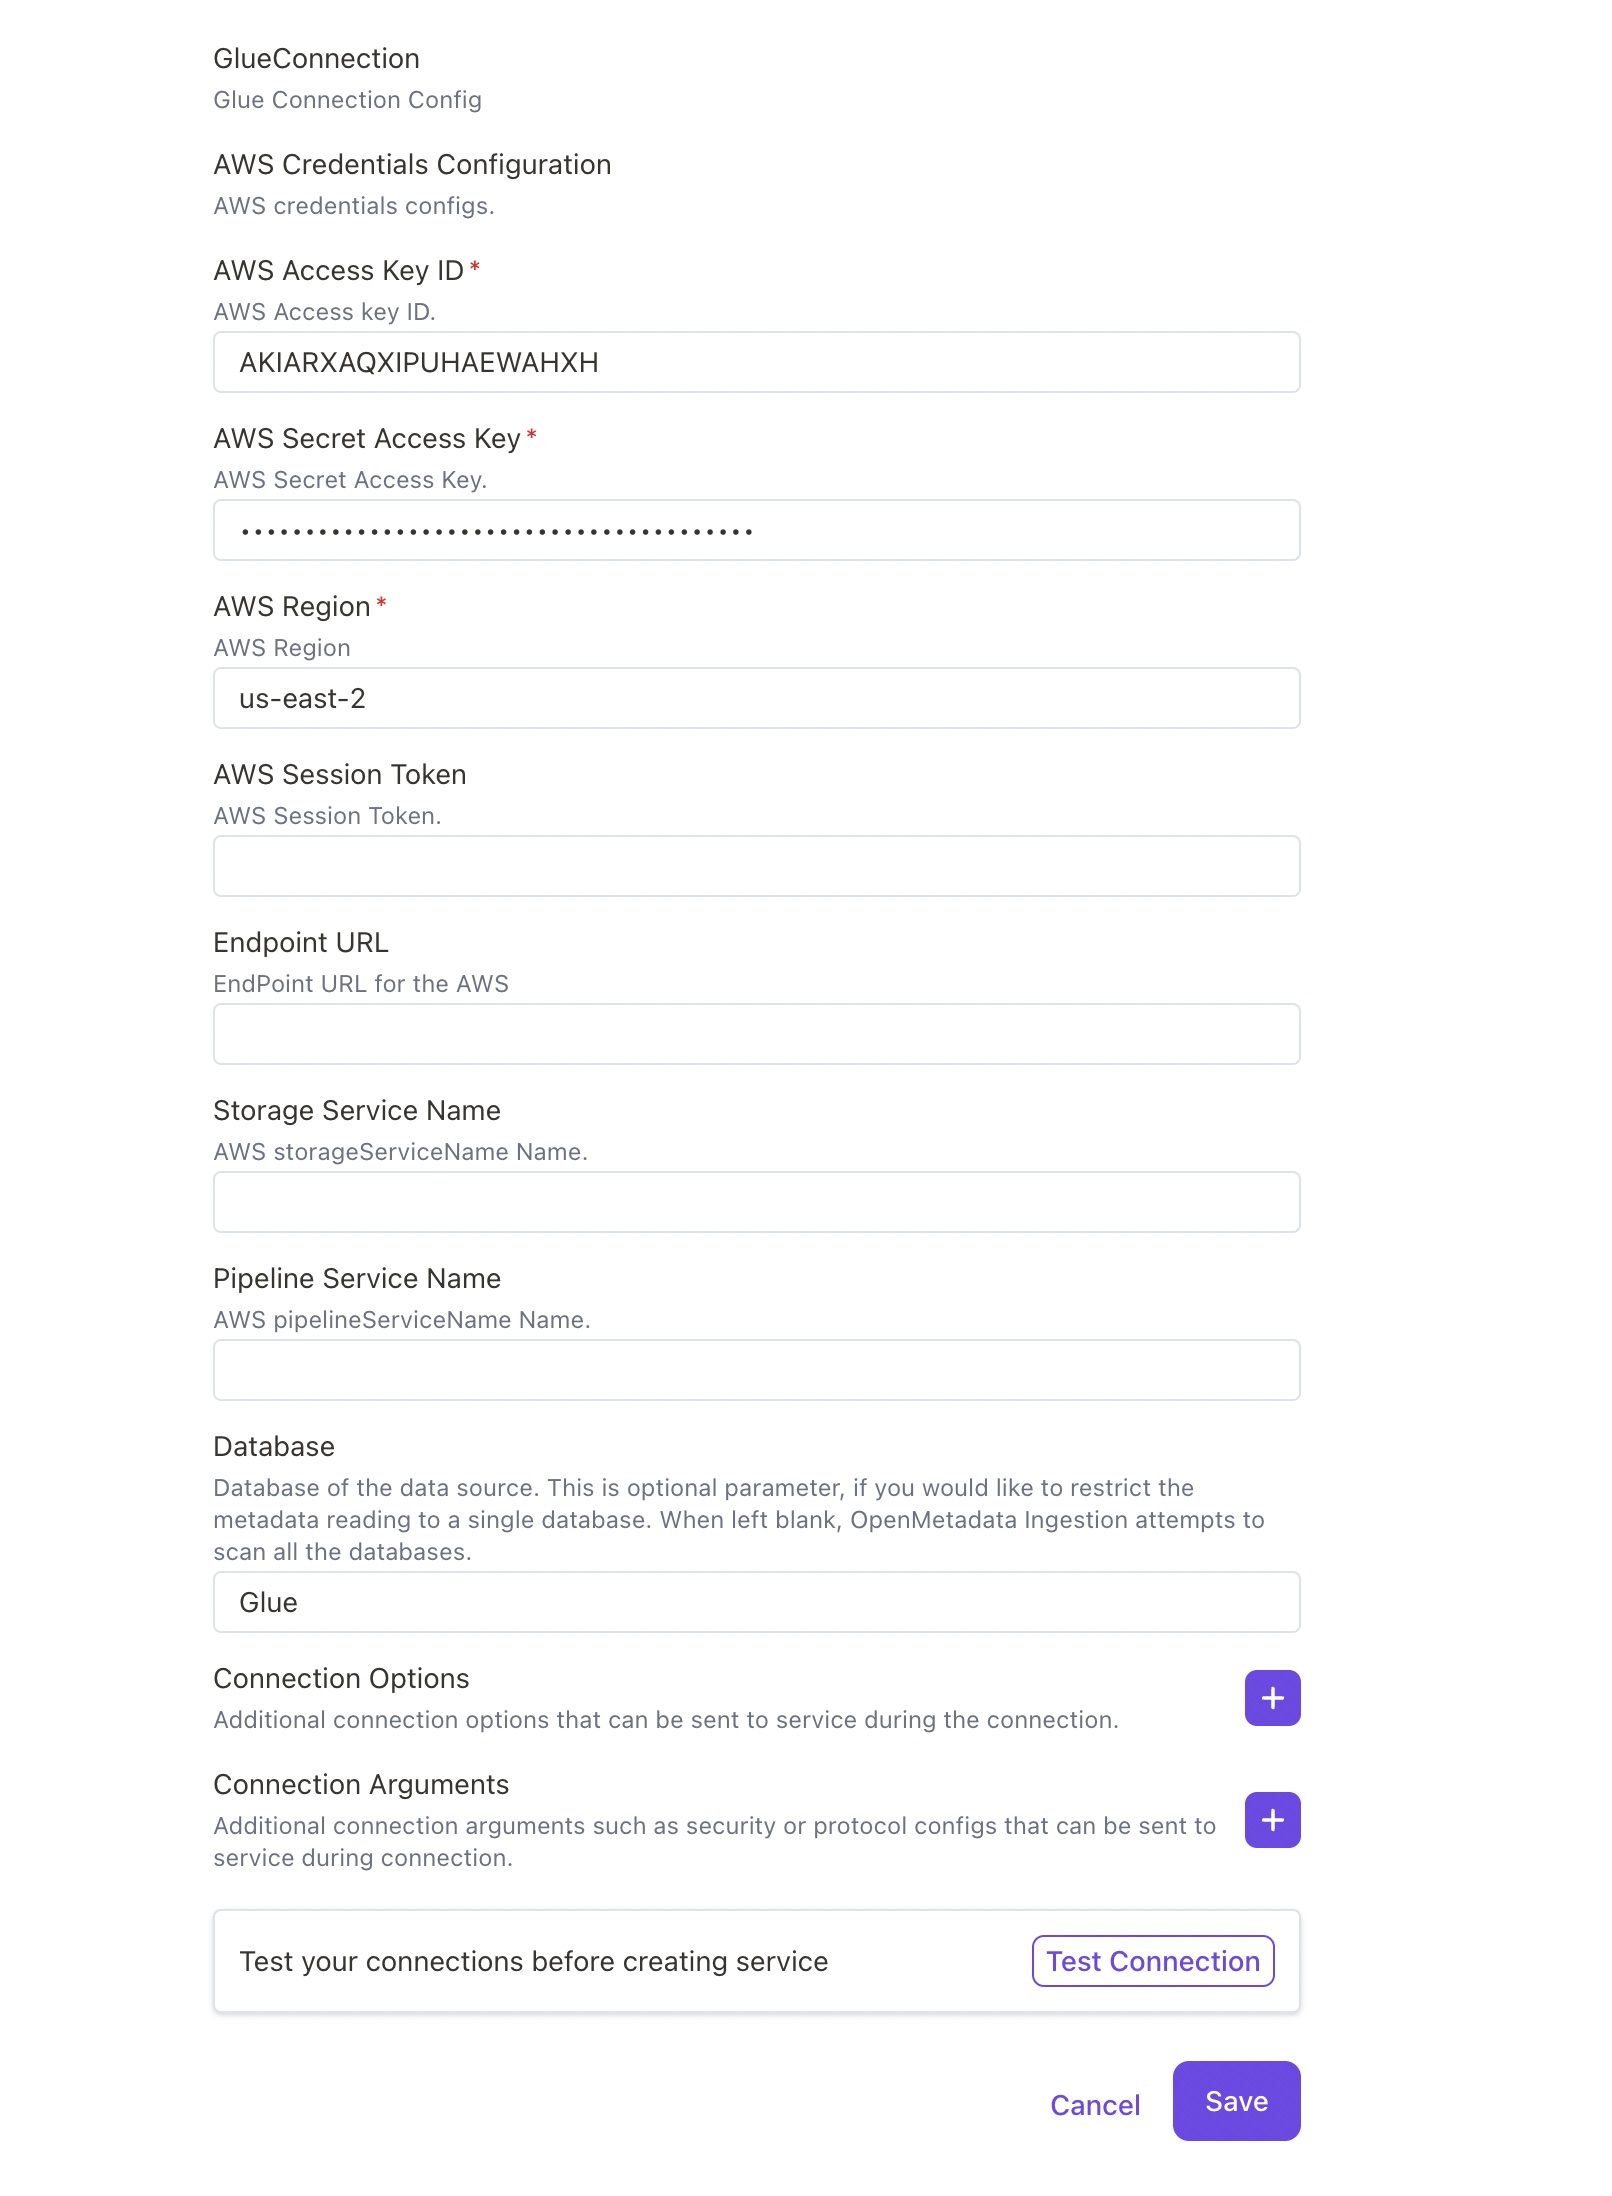 GlueConnection
Glue Connection Config
AWS Credentials Configuration
AWS credentials configs.
AWS Access Key ID*
AWS Access key ID.
AKIARXAQXIPUHAEWAHXH
AWS Secret Access Key*
AWS Secret Access Key.
••••••••••••••••••••••••••••••••••••••••
AWS Region*
AWS Region
us-east-2
AWS Session Token
AWS Session Token.
Endpoint URL
EndPoint URL for the AWS
Storage Service Name
AWS storageServiceName Name.
Pipeline Service Name
AWS pipelineServiceName Name.
Database
Database of the data source. This is optional parameter, if you would like to restrict the
metadata reading to a single database. When left blank, OpenMetadata Ingestion attempts to
scan all the databases.
Glue
Connection Options
Additional connection options that can be sent to service during the connection.
Connection Arguments
Additional connection arguments such as security or protocol configs that can be sent to
service during connection.
Test your connections before creating service
Test Connection
Cancel
Save